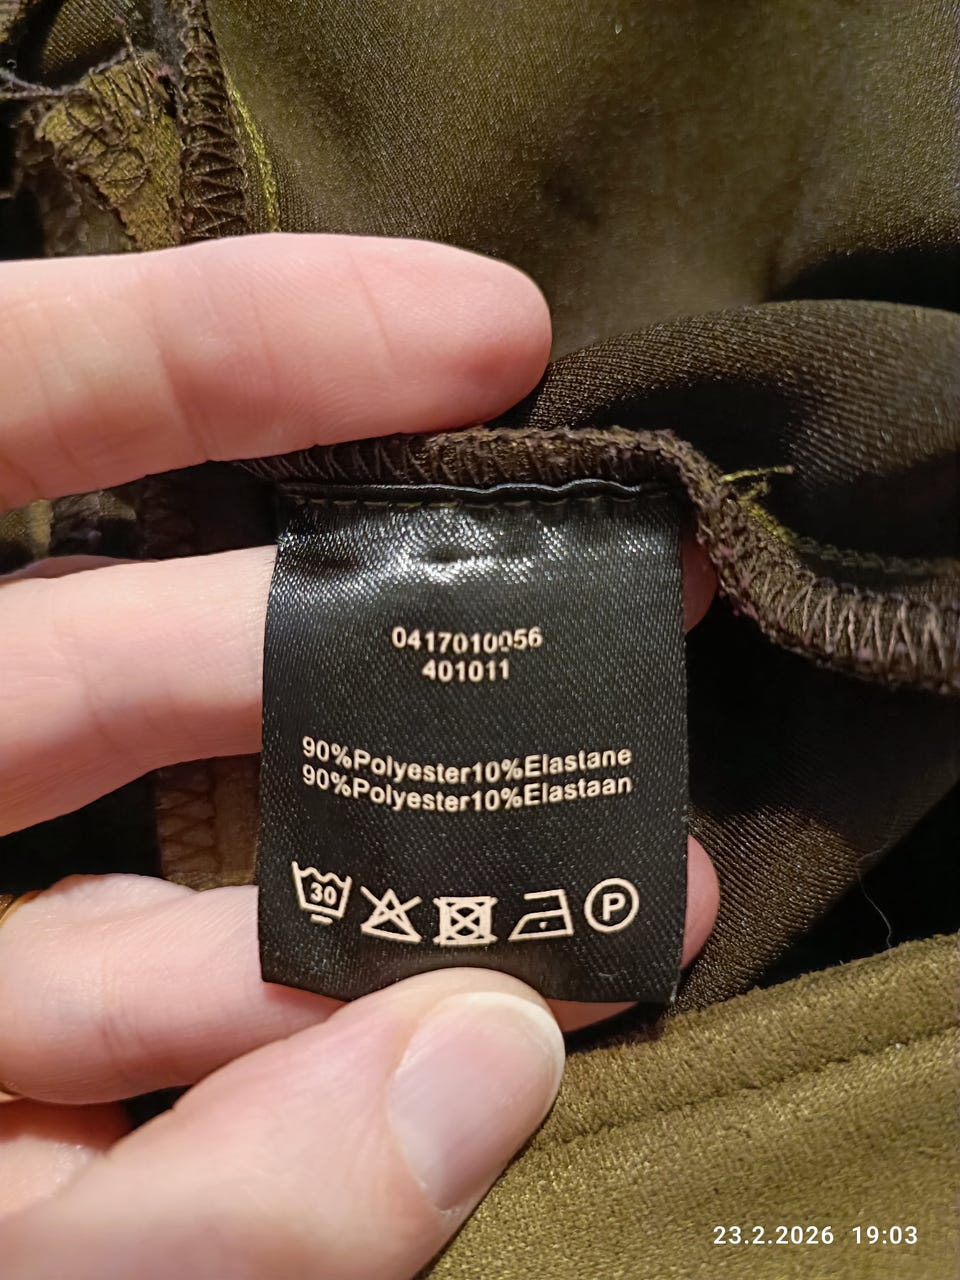 0417010056
401011
90%Polyester10%Elastane
90%Polyester10%Elastaan
30 P
23.2.2026 19:03